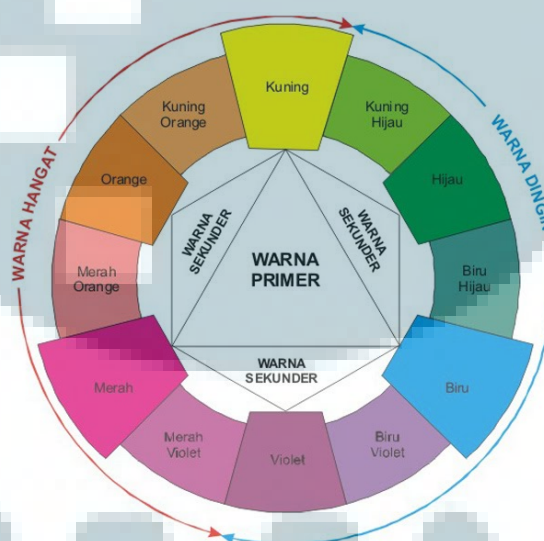 Kuning
Kuning
Hijau
Hijau
Biru
Hijau
Biru
Biru
Violet
Violet
Merah
Violet
Merah
Merah
Orange
Orange
Kuning
Orange
WARNA HANGAT
WARNA DINGIN
WARNA
SEKUNDER
WARNA
SEKUNDER
WARNA
PRIMER
WARNA
SEKUNDER